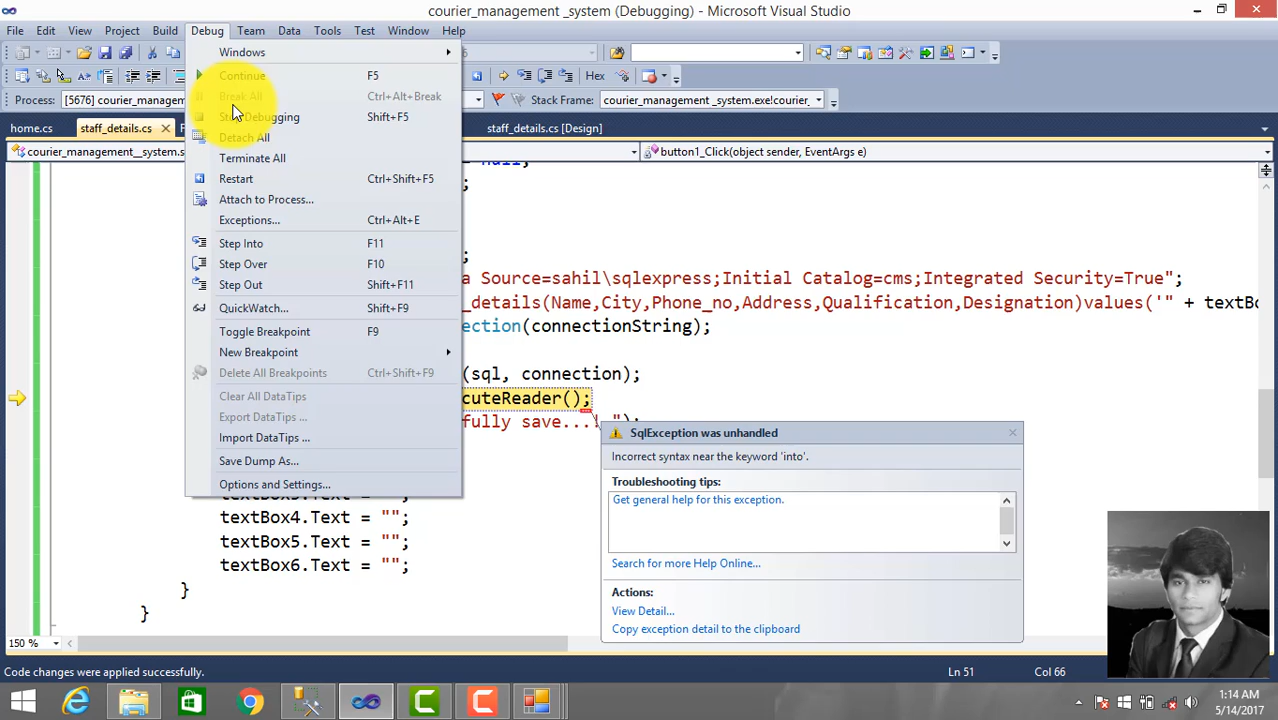 courier_management _system (Debugging) - Microsoft Visual Studio
File Edit View Project Build Debug Team Data Tools Test Window Help
Hex
Process: [5676] courier_manageme
Stack Frame: courier_management _system.exe!courier_
home.cs staff_details.cs staff_details.cs [Design]
courier_management__system.s button1_Click(object sender, EventArgs e)
Windows
Continue F5
Break All Ctrl+Alt+Break
Stop Debugging Shift+F5
Detach All
Terminate All
Restart Ctrl+Shift+F5
Attach to Process...
Exceptions... Ctrl+Alt+E
Step Into F11
Step Over F10
Step Out Shift+F11
QuickWatch... Shift+F9
Toggle Breakpoint F9
New Breakpoint
Delete All Breakpoints Ctrl+Shift+F9
Clear All DataTips
Export DataTips ...
Import DataTips ...
Save Dump As...
Options and Settings...
a Source=sahil\sqlexpress;Initial Catalog=cms;Integrated Security=True";
_details(Name,City,Phone_no,Address,Qualification,Designation)values('" + textBo
ection(connectionString);
(sql, connection);
cuteReader();
fully save...! ");
textBox4.Text = "";
textBox5.Text = "";
textBox6.Text = "";
}
}
SqlException was unhandled
Incorrect syntax near the keyword 'into'.
Troubleshooting tips:
Get general help for this exception.
Search for more Help Online...
Actions:
View Detail...
Copy exception detail to the clipboard
150 %
Code changes were applied successfully. Ln 51 Col 66
1:14 AM
5/14/2017